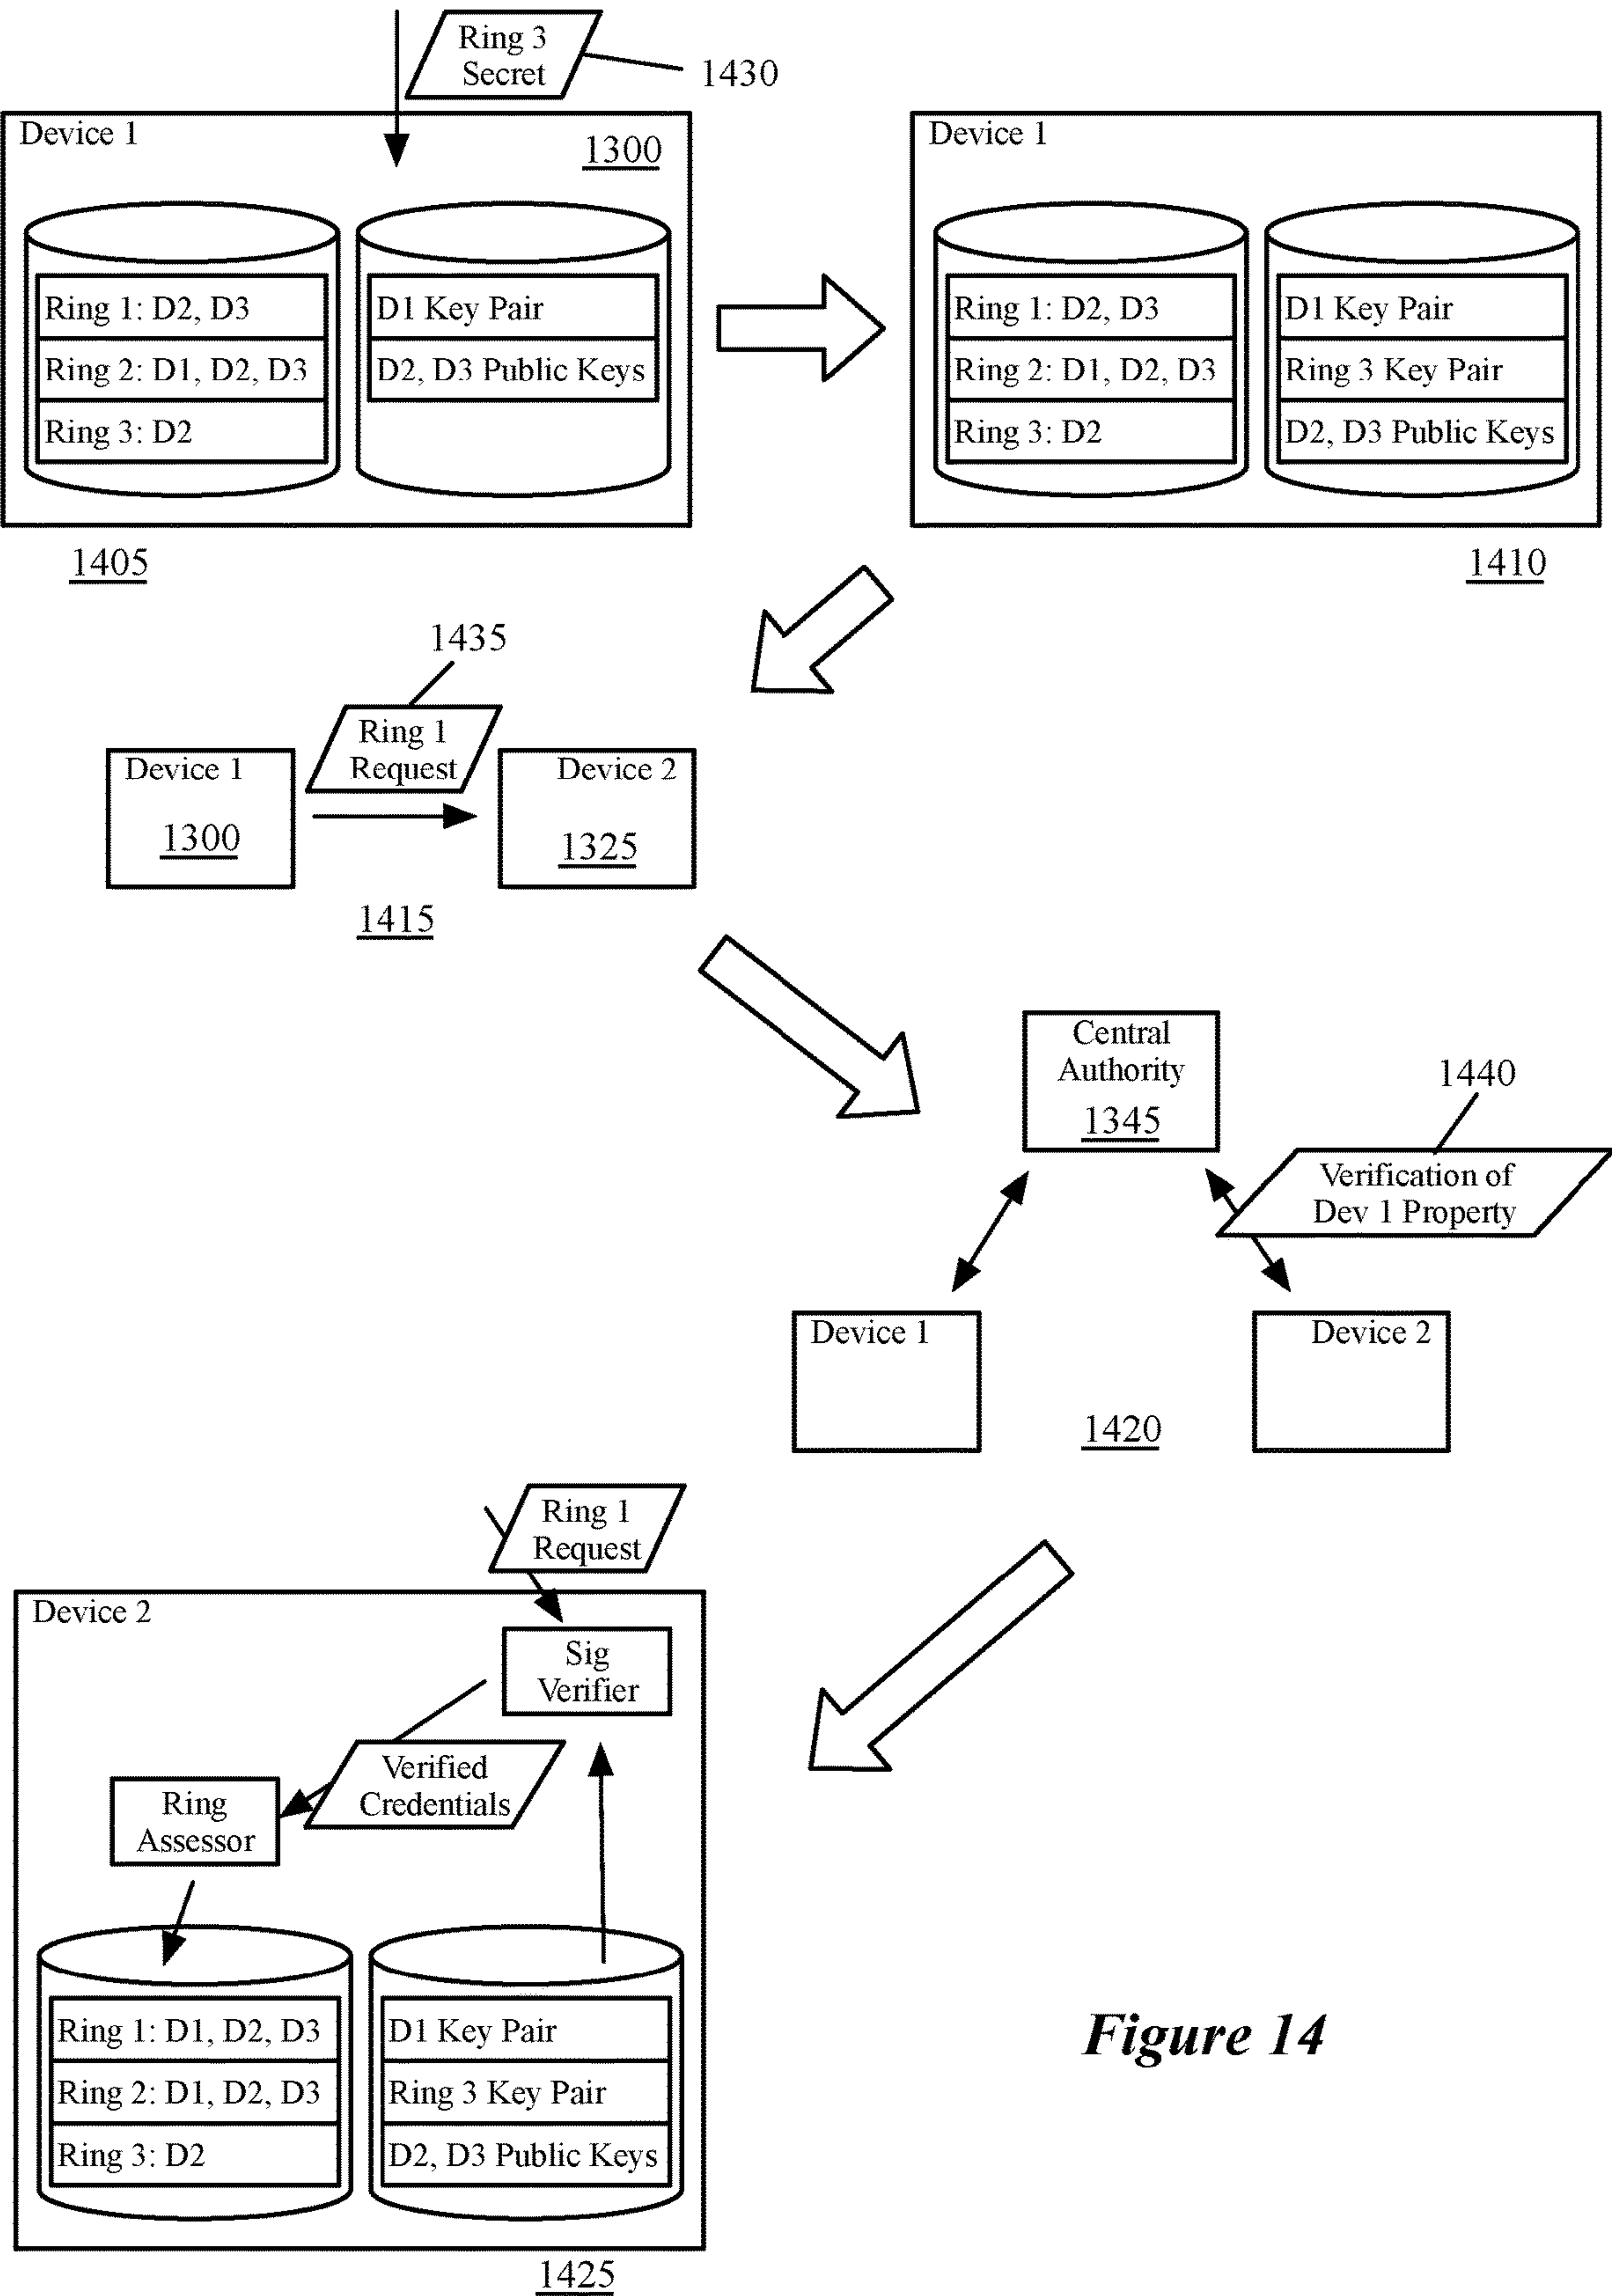 Ring 3
Secret
1430
Device 1
1300
Ring 1: D2, D3
Ring 2: D1, D2, D3
Ring 3: D2
D1 Key Pair
D2, D3 Public Keys
1405
Device 1
Ring 1: D2, D3
Ring 2: D1, D2, D3
Ring 3: D2
D1 Key Pair
Ring 3 Key Pair
D2, D3 Public Keys
1410
1435
Ring 1
Request
Device 1
1300
Device 2
1325
1415
Central
Authority
1345
1440
Verification of
Dev 1 Property
Device 1
Device 2
1420
Ring 1
Request
Device 2
Sig
Verifier
Verified
Credentials
Ring
Assessor
Ring 1: D1, D2, D3
Ring 2: D1, D2, D3
Ring 3: D2
D1 Key Pair
Ring 3 Key Pair
D2, D3 Public Keys
1425
Figure 14